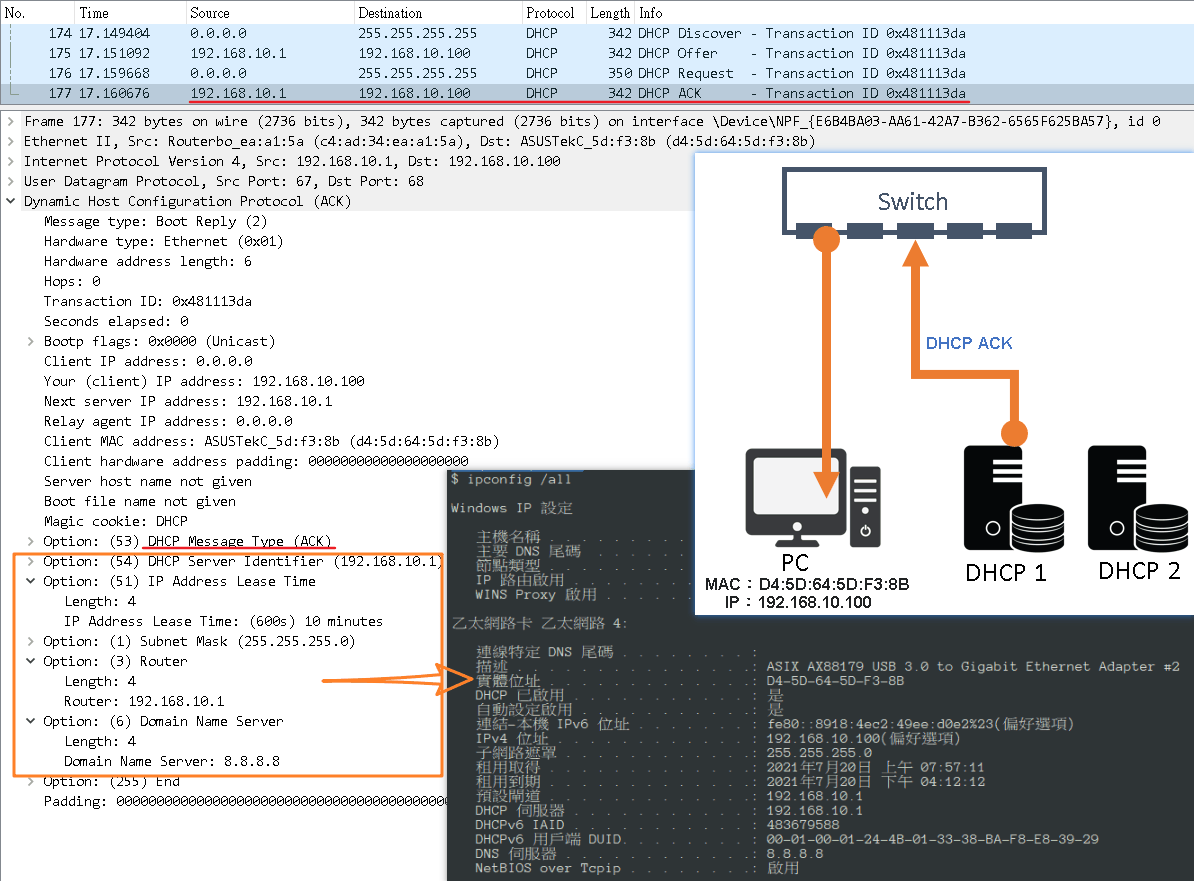 No. Time Source Destination Protocol Length Info
174 17.149404 0.0.0.0 255.255.255.255 DHCP 342 DHCP Discover - Transaction ID 0x481113da
175 17.151092 192.168.10.1 192.168.10.100 DHCP 342 DHCP Offer - Transaction ID 0x481113da
176 17.159668 0.0.0.0 255.255.255.255 DHCP 350 DHCP Request - Transaction ID 0x481113da
177 17.160676 192.168.10.1 192.168.10.100 DHCP 342 DHCP ACK - Transaction ID 0x481113da
Frame 177: 342 bytes on wire (2736 bits), 342 bytes captured (2736 bits) on interface \Device\NPF_{E6B4BA03-AA61-42A7-B362-6565F625BA57}, id 0
Ethernet II, Src: Routerbo_ea:a1:5a (c4:ad:34:ea:a1:5a), Dst: ASUSTekC_5d:f3:8b (d4:5d:64:5d:f3:8b)
Internet Protocol Version 4, Src: 192.168.10.1, Dst: 192.168.10.100
User Datagram Protocol, Src Port: 67, Dst Port: 68
Dynamic Host Configuration Protocol (ACK)
Message type: Boot Reply (2)
Hardware type: Ethernet (0x01)
Hardware address length: 6
Hops: 0
Transaction ID: 0x481113da
Seconds elapsed: 0
Bootp flags: 0x0000 (Unicast)
Client IP address: 0.0.0.0
Your (client) IP address: 192.168.10.100
Next server IP address: 192.168.10.1
Relay agent IP address: 0.0.0.0
Client MAC address: ASUSTekC_5d:f3:8b (d4:5d:64:5d:f3:8b)
Client hardware address padding: 00000000000000000000
Server host name not given
Boot file name not given
Magic cookie: DHCP
Option: (53) DHCP Message Type (ACK)
Option: (54) DHCP Server Identifier (192.168.10.1)
Option: (51) IP Address Lease Time
Length: 4
IP Address Lease Time: (600s) 10 minutes
Option: (1) Subnet Mask (255.255.255.0)
Option: (3) Router
Length: 4
Router: 192.168.10.1
Option: (6) Domain Name Server
Length: 4
Domain Name Server: 8.8.8.8
Option: (255) End
Padding: 000000000000000000000000000000000000000000
Switch
DHCP ACK
PC
MAC：D4:5D:64:5D:F3:8B
IP：192.168.10.100
DHCP 1
DHCP 2
$ ipconfig /all
Windows IP 設定
主機名稱 . . . . . . . .
主要 DNS 尾碼 . . . . . .
節點類型 . . . . . . . .
IP 路由啟用 . . . . . . .
WINS Proxy 啟用 . . . . .
乙太網路卡 乙太網路 4:
連線特定 DNS 尾碼 . . . . . . . . :
描述 . . . . . . . . . . . . . . : ASIX AX88179 USB 3.0 to Gigabit Ethernet Adapter #2
實體位址 . . . . . . . . . . . . : D4-5D-64-5D-F3-8B
DHCP 已啟用 . . . . . . . . . . . : 是
自動設定啟用 . . . . . . . . . . : 是
連結-本機 IPv6 位址 . . . . . . . : fe80::8918:4ec2:49ee:d0e2%23(偏好選項)
IPv4 位址 . . . . . . . . . . . . : 192.168.10.100(偏好選項)
子網路遮罩 . . . . . . . . . . . : 255.255.255.0
租用取得 . . . . . . . . . . . . : 2021年7月20日 上午 07:57:11
租用到期 . . . . . . . . . . . . : 2021年7月20日 下午 04:12:12
預設閘道 . . . . . . . . . . . . : 192.168.10.1
DHCP 伺服器 . . . . . . . . . . . : 192.168.10.1
DHCPv6 IAID . . . . . . . . . . . : 483679588
DHCPv6 用戶端 DUID. . . . . . . . : 00-01-00-01-24-4B-01-33-38-BA-F8-E8-39-29
DNS 伺服器 . . . . . . . . . . . : 8.8.8.8
NetBIOS over Tcpip . . . . . . . : 啟用